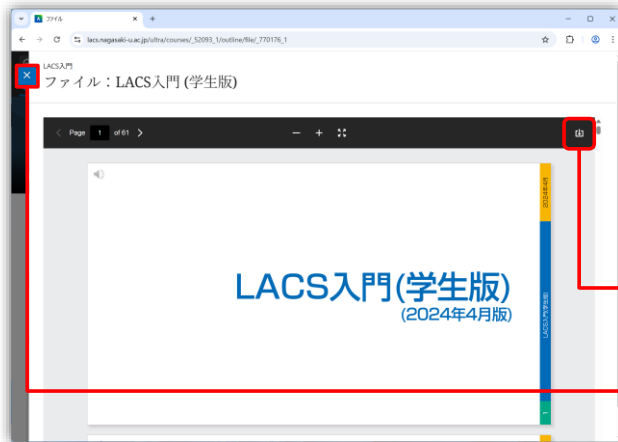 ファイル
lacs.nagasaki-u.ac.jp/ultra/courses/_52093_1/outline/file/_770176_1
LACS入門
ファイル：LACS入門 (学生版)
Page 1 of 61
2024年4月
LACS入門(学生版)
(2024年4月版)
LACS入門(学生版)
1